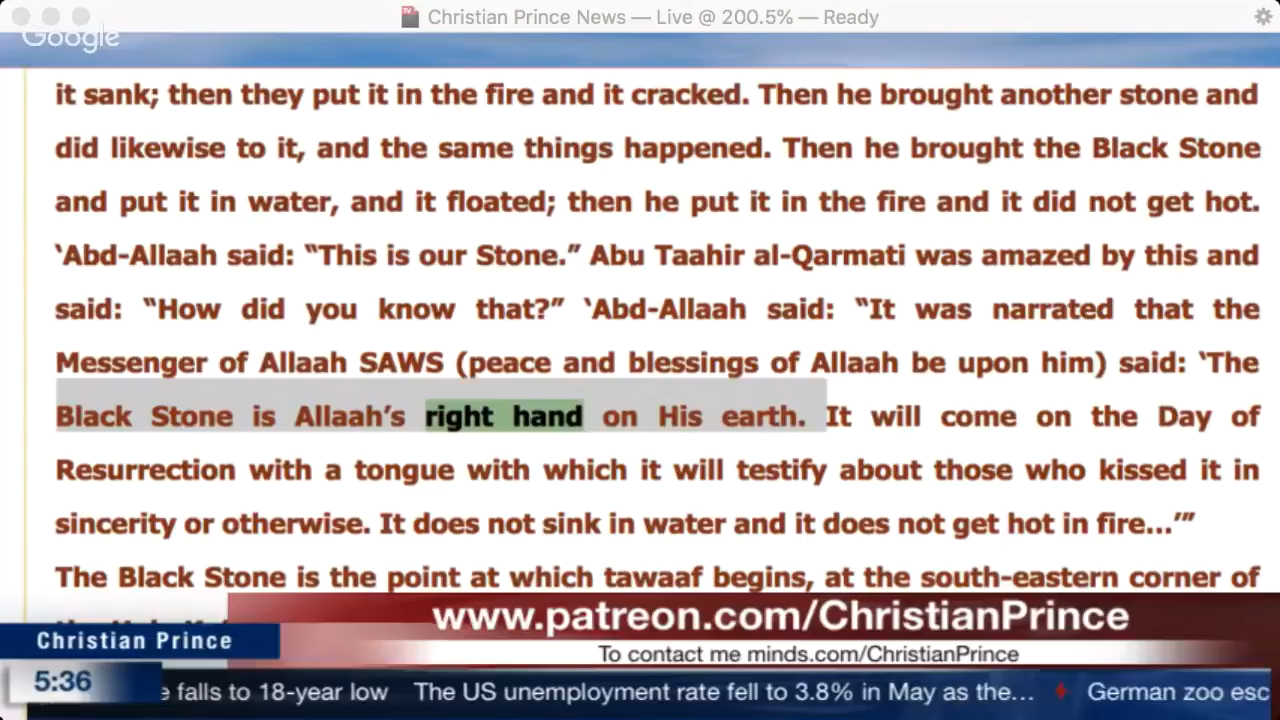 Christian Prince News — Live @ 200.5% — Ready
Google
it sank; then they put it in the fire and it cracked. Then he brought another stone and
did likewise to it, and the same things happened. Then he brought the Black Stone
and put it in water, and it floated; then he put it in the fire and it did not get hot.
‘Abd-Allaah said: “This is our Stone.” Abu Taahir al-Qarmati was amazed by this and
said: “How did you know that?” ‘Abd-Allaah said: “It was narrated that the
Messenger of Allaah SAWS (peace and blessings of Allaah be upon him) said: ‘The
Black Stone is Allaah’s right hand on His earth. It will come on the Day of
Resurrection with a tongue with which it will testify about those who kissed it in
sincerity or otherwise. It does not sink in water and it does not get hot in fire…’”
The Black Stone is the point at which tawaaf begins, at the south-eastern corner of
www.patreon.com/ChristianPrince
Christian Prince
To contact me minds.com/ChristianPrince
5:36
e falls to 18-year low The US unemployment rate fell to 3.8% in May as the... German zoo esc